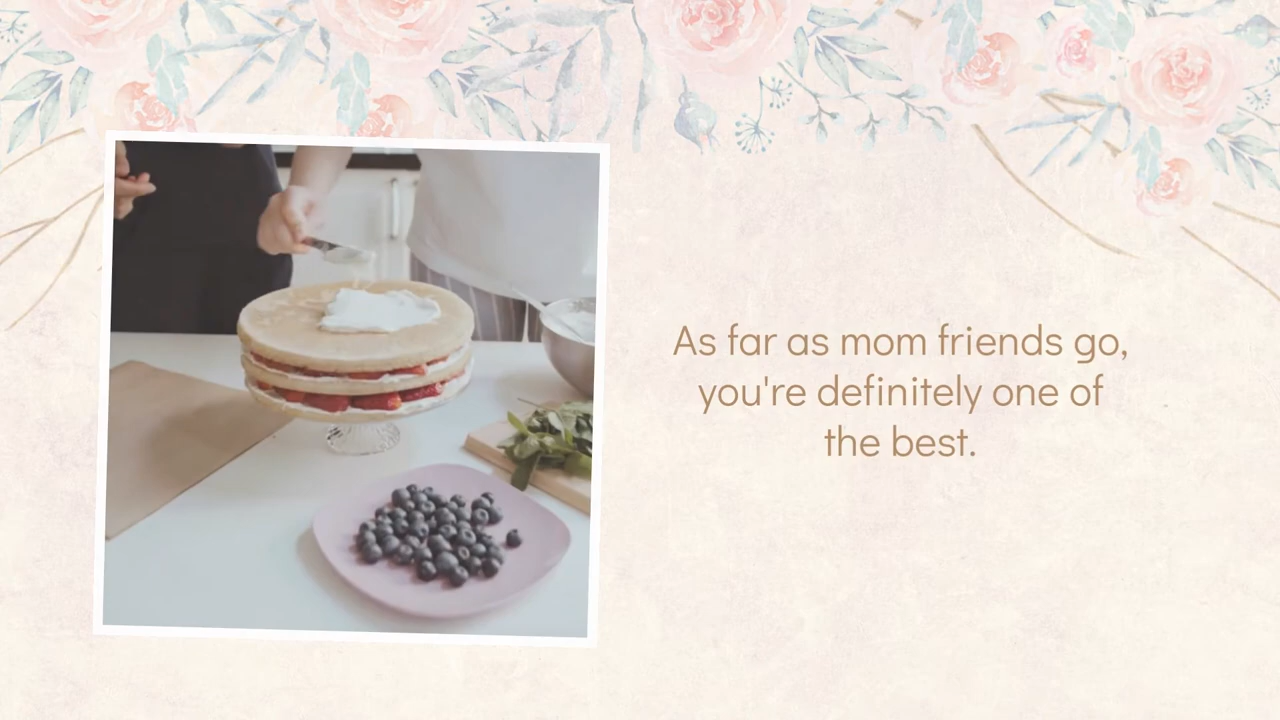 As far as mom friends go,
you're definitely one of
the best.